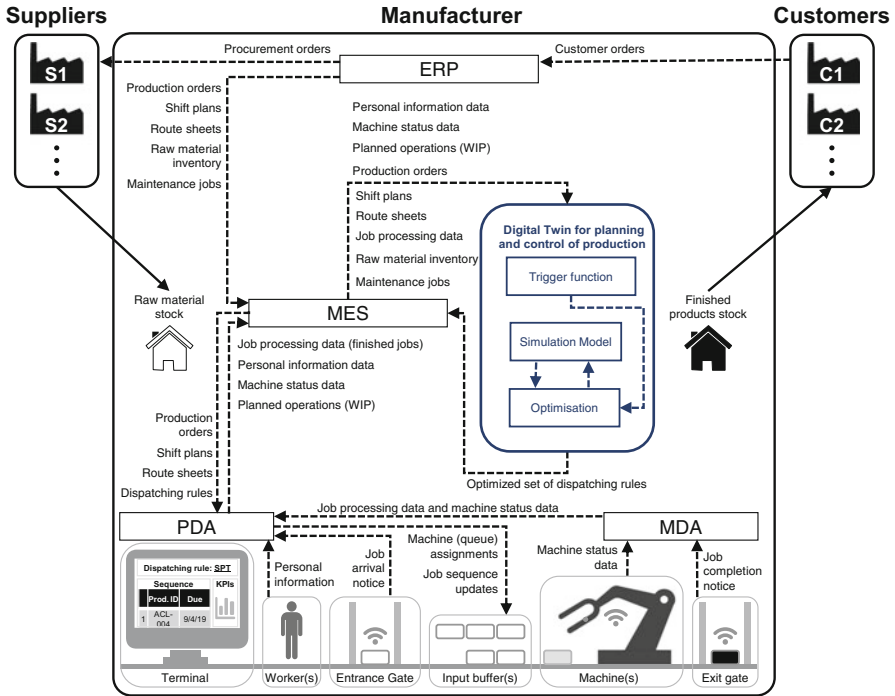 Suppliers
Manufacturer
Customers
S1
S2
C1
C2
Procurement orders
Customer orders
ERP
Production orders
Shift plans
Route sheets
Raw material
inventory
Maintenance jobs
Personal information data
Machine status data
Planned operations (WIP)
Production orders
Shift plans
Route sheets
Job processing data
Raw material inventory
Maintenance jobs
Digital Twin for planning
and control of production
Trigger function
Simulation Model
Optimisation
Raw material
stock
Finished
products stock
MES
Job processing data (finished jobs)
Personal information data
Machine status data
Planned operations (WIP)
Production
orders
Shift plans
Route sheets
Dispatching rules
Optimized set of dispatching rules
Job processing data and machine status data
PDA
MDA
Personal
information
Job
arrival
notice
Machine (queue)
assignments
Job sequence
updates
Machine status
data
Job
completion
notice
Dispatching rule: SPT
Sequence
KPIs
Prod. ID
Due
1
ACL-
004
9/4/19
Terminal
Worker(s)
Entrance Gate
Input buffer(s)
Machine(s)
Exit gate